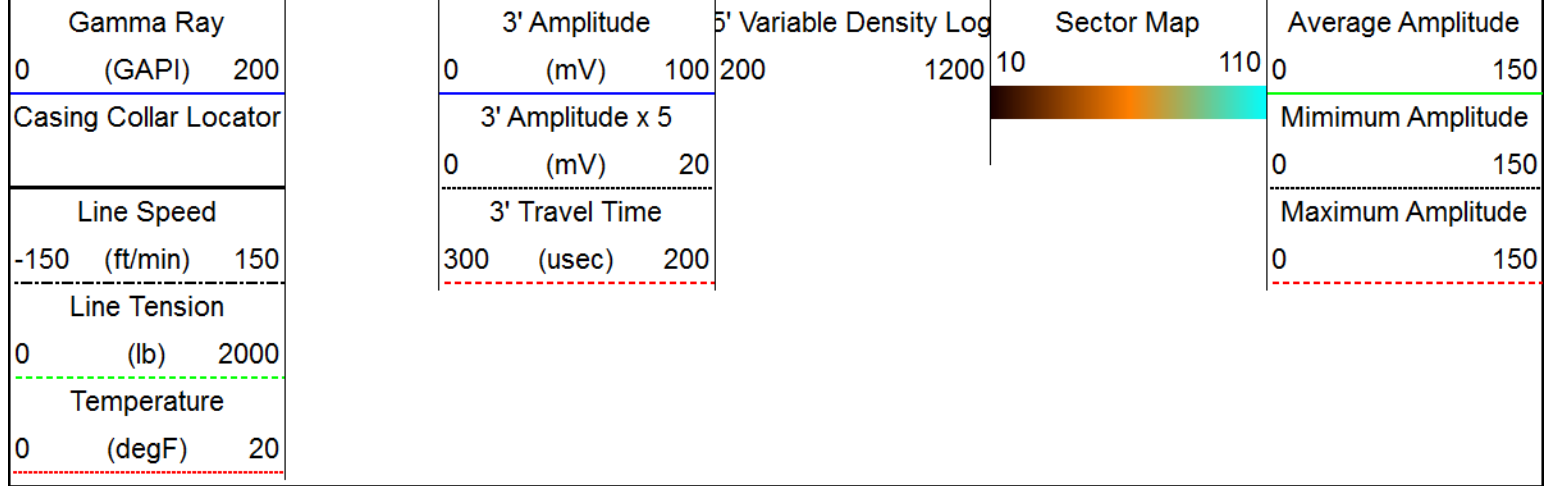 Gamma Ray
0 (GAPI) 200
Casing Collar Locator
Line Speed
-150 (ft/min) 150
Line Tension
0 (lb) 2000
Temperature
0 (degF) 20
3' Amplitude
0 (mV) 100
3' Amplitude x 5
0 (mV) 20
3' Travel Time
300 (usec) 200
5' Variable Density Log
200 1200
Sector Map
10 110
Average Amplitude
0 150
Mimimum Amplitude
0 150
Maximum Amplitude
0 150